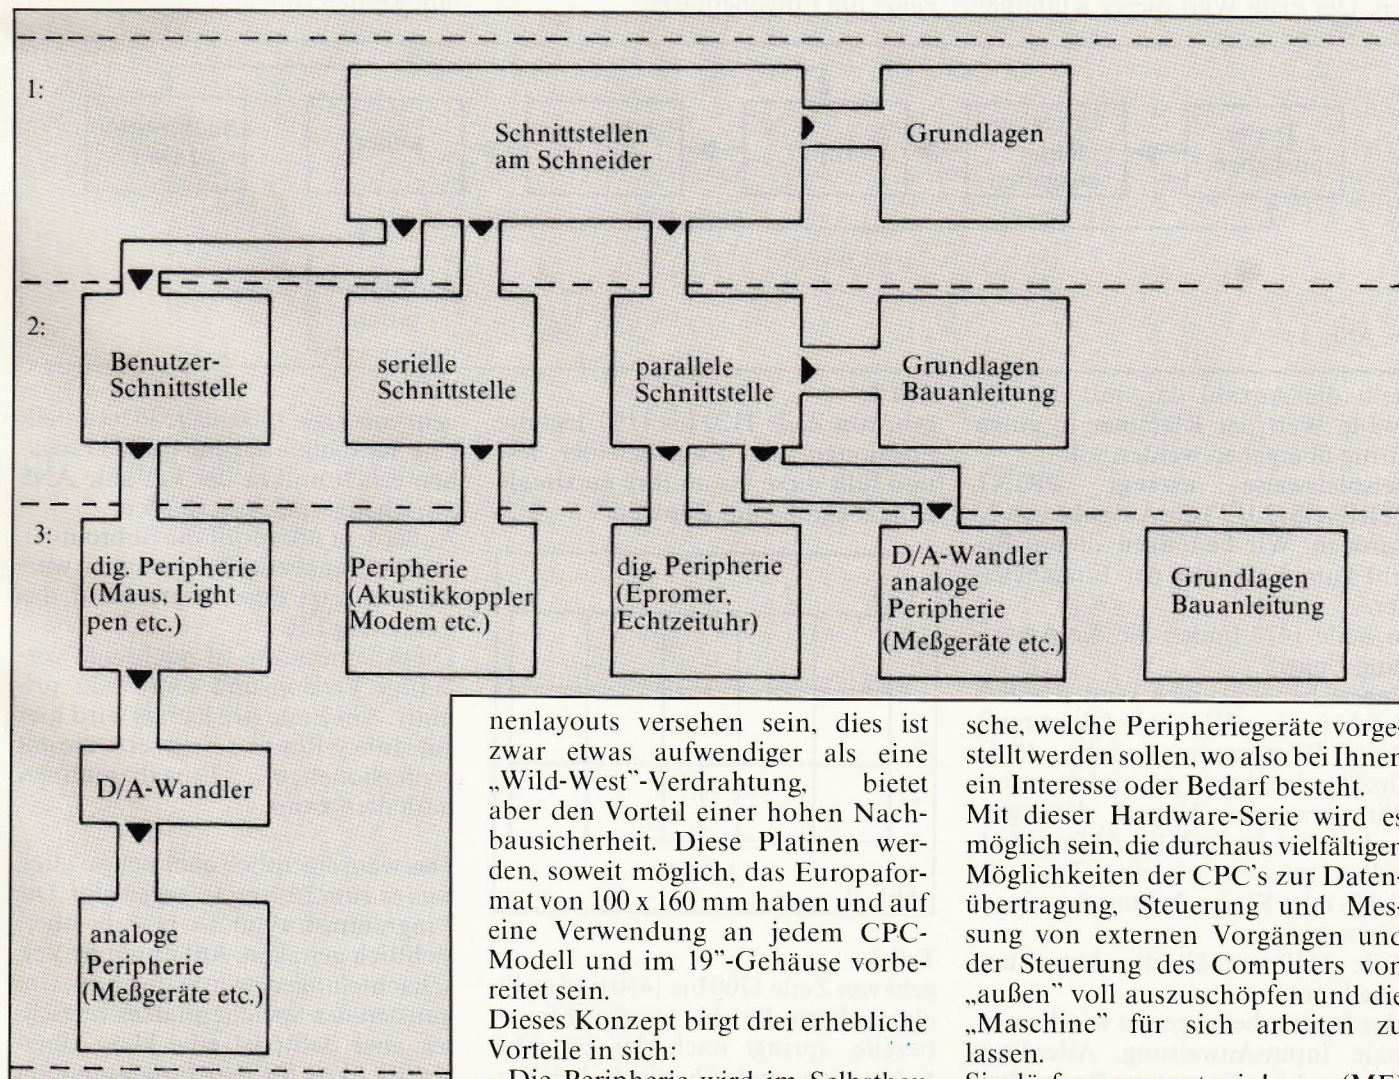 1:
Schnittstellen
am Schneider
Grundlagen
2:
Benutzer-
Schnittstelle
serielle
Schnittstelle
parallele
Schnittstelle
Grundlagen
Bauanleitung
3:
dig. Peripherie
(Maus, Light
pen etc.)
Peripherie
(Akustikkoppler
Modem etc.)
dig. Peripherie
(Epromer,
Echtzeituhr)
D/A-Wandler
analoge
Peripherie
(Meßgeräte etc.)
Grundlagen
Bauanleitung
D/A-Wandler
analoge
Peripherie
(Meßgeräte etc.)
nenlayouts versehen sein, dies ist
zwar etwas aufwendiger als eine
„Wild-West”-Verdrahtung, bietet
aber den Vorteil einer hohen Nach-
bausicherheit. Diese Platinen wer-
den, soweit möglich, das Europafor-
mat von 100 x 160 mm haben und auf
eine Verwendung an jedem CPC-
Modell und im 19”-Gehäuse vorbe-
reitet sein.
Dieses Konzept birgt drei erhebliche
Vorteile in sich:
sche, welche Peripheriegeräte vorge-
stellt werden sollen, wo also bei Ihnen
ein Interesse oder Bedarf besteht.
Mit dieser Hardware-Serie wird es
möglich sein, die durchaus vielfältigen
Möglichkeiten der CPC's zur Daten-
übertragung, Steuerung und Mes-
sung von externen Vorgängen und
der Steuerung des Computers von
„außen” voll auszuschöpfen und die
„Maschine” für sich arbeiten zu
lassen.